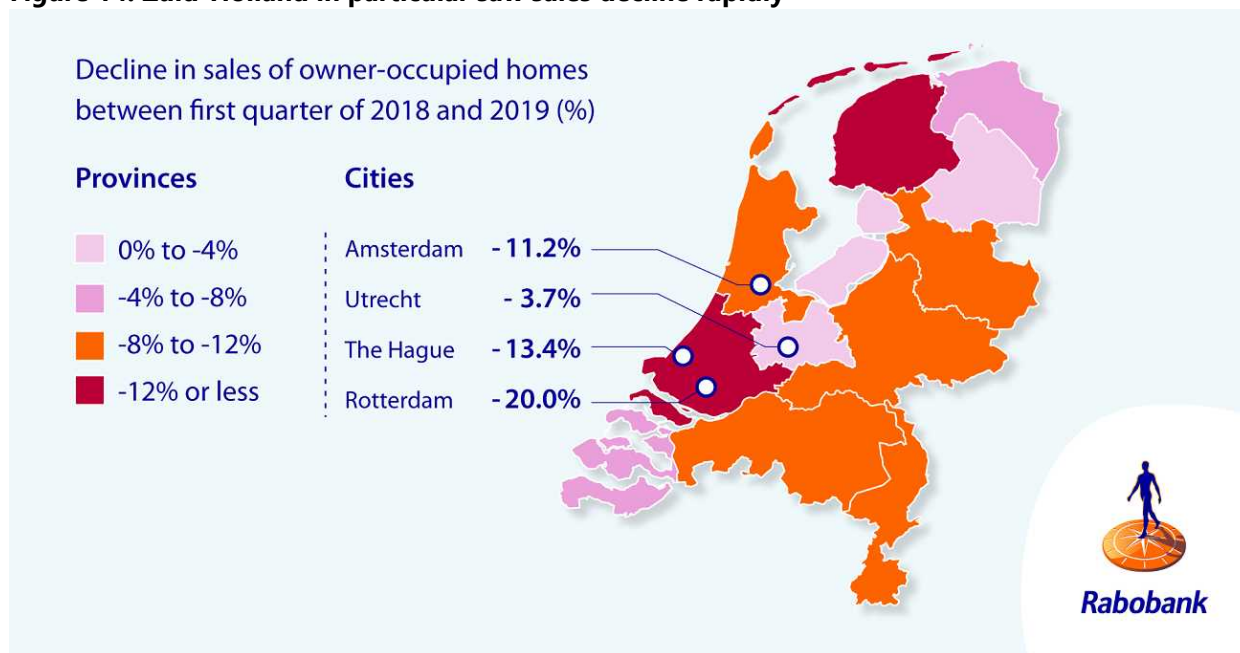 Decline in sales of owner-occupied homes
between first quarter of 2018 and 2019 (%)
Provinces
0% to -4%
-4% to -8%
-8% to -12%
-12% or less
Cities
Amsterdam - 11.2%
Utrecht - 3.7%
The Hague - 13.4%
Rotterdam - 20.0%
Rabobank